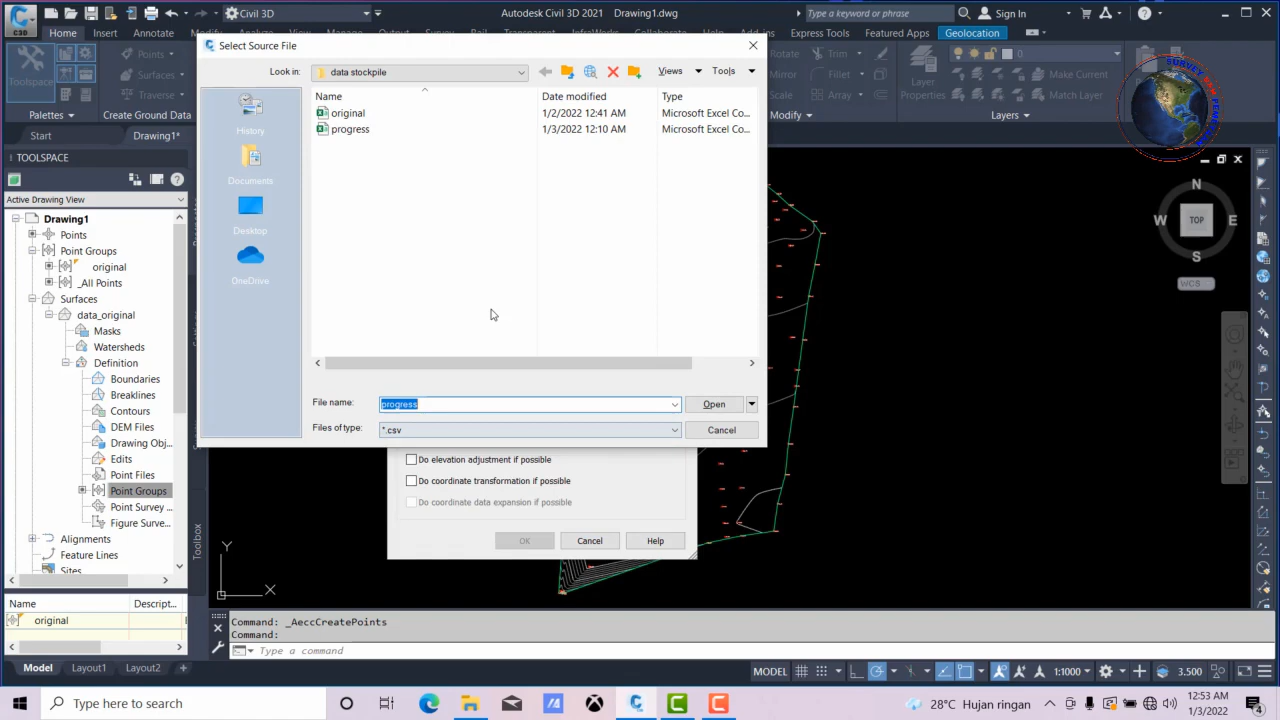 C3D
Civil 3D
Autodesk Civil 3D 2021 Drawing1.dwg
Type a keyword or phrase
Sign In
Home
Insert
Express Tools
Featured Apps
Geolocation
Toolspace
Points
Surfaces
Traverse
Trim
Fillet
Array
Layer
Properties
0
Make Current
Match Layer
Palettes
Create Ground Data
Modify
Layers
Start
Drawing1*
SURVEY DAN PEMETAAN
Select Source File
Look in:
data stockpile
Views
Tools
Name
Date modified
Type
original
1/2/2022 12:41 AM
Microsoft Excel Co...
progress
1/3/2022 12:10 AM
Microsoft Excel Co...
History
Documents
Desktop
OneDrive
File name:
progress
Open
Files of type:
*.csv
Cancel
Do elevation adjustment if possible
Do coordinate transformation if possible
Do coordinate data expansion if possible
OK
Cancel
Help
TOOLSPACE
Active Drawing View
Drawing1
Points
Point Groups
original
_All Points
Surfaces
data_original
Masks
Watersheds
Definition
Boundaries
Breaklines
Contours
DEM Files
Drawing Obj...
Edits
Point Files
Point Groups
Point Survey ...
Figure Surve...
Alignments
Feature Lines
Sites
Toolbox
Name
Descript...
original
N
W
TOP
E
S
WCS
Y
X
Command: _AeccCreatePoints
Command:
Type a command
Model
Layout1
Layout2
+
MODEL
1:1000
3.500
Type here to search
28°C Hujan ringan
12:53 AM
1/3/2022
4